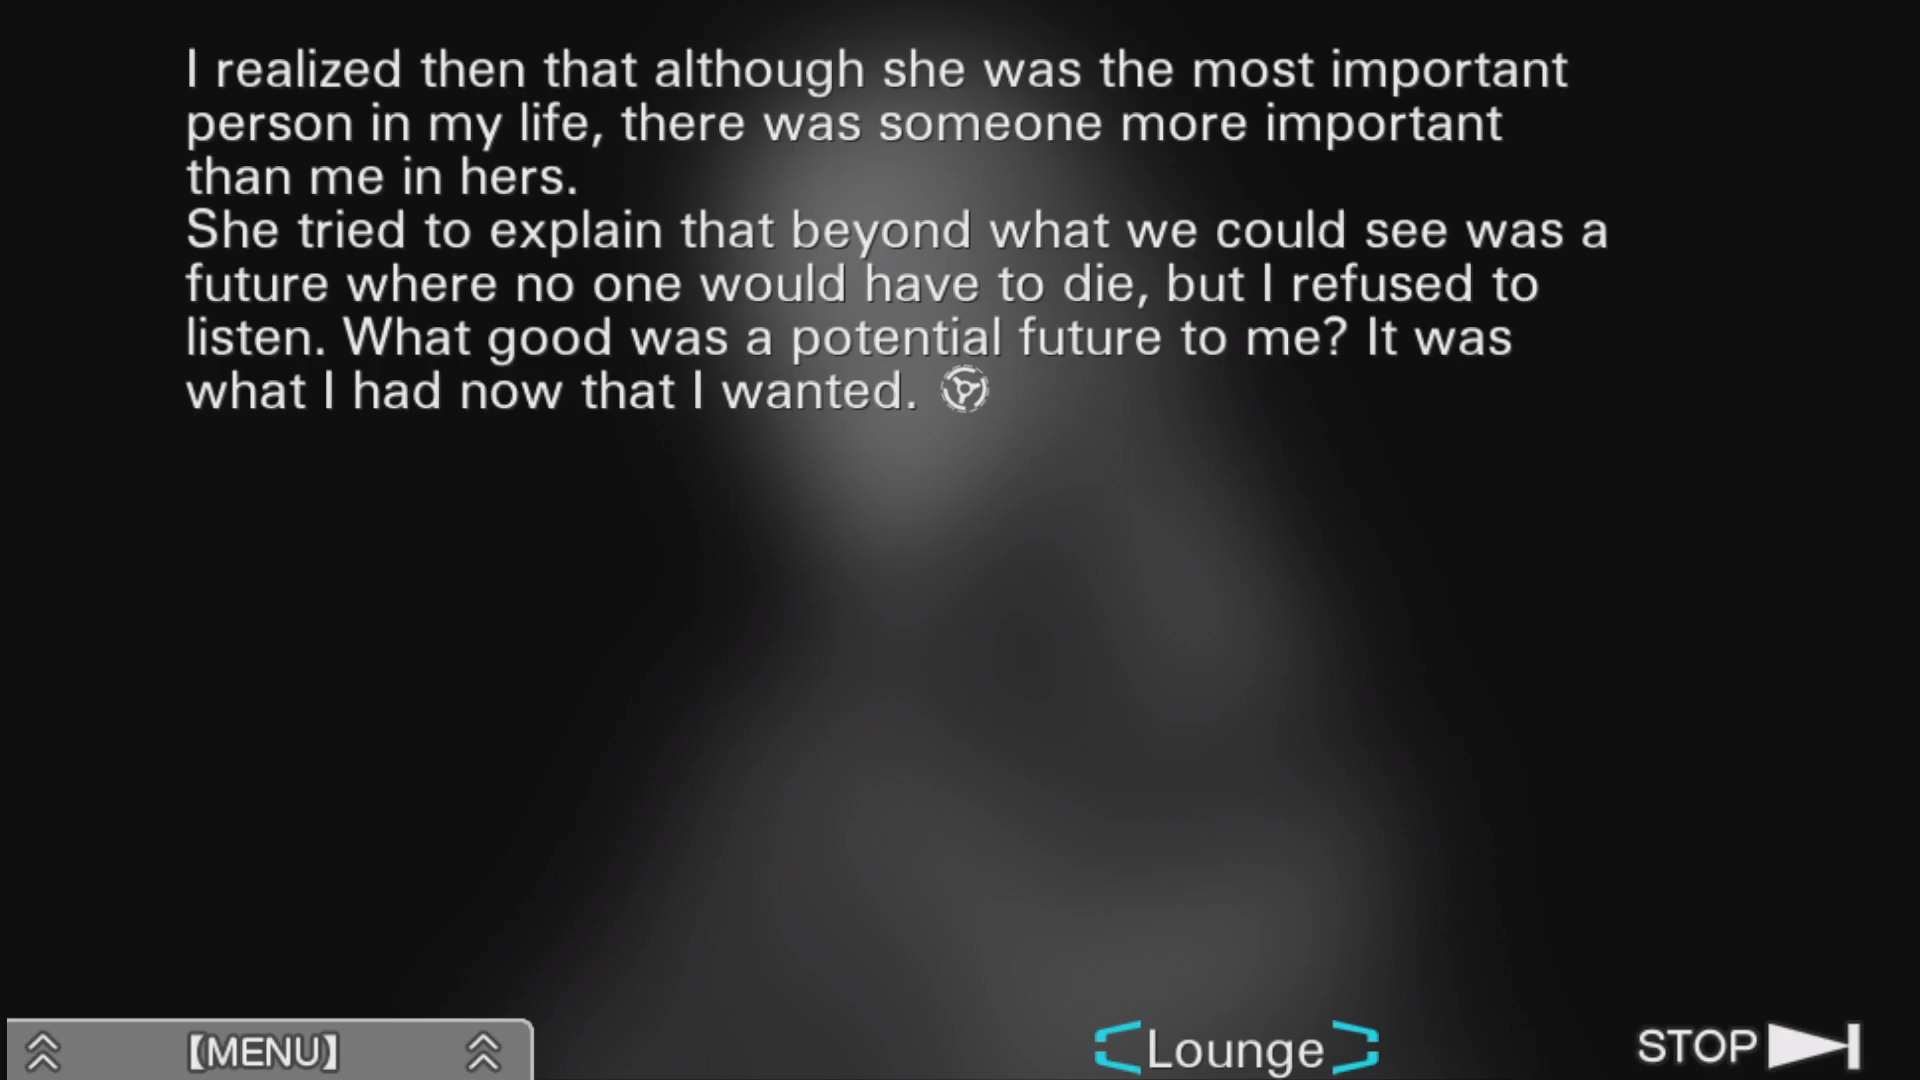 I realized then that although she was the most important
person in my life, there was someone more important
than me in hers.
She tried to explain that beyond what we could see was a
future where no one would have to die, but I refused to
listen. What good was a potential future to me? It was
what I had now that I wanted.
【MENU】
Lounge
STOP